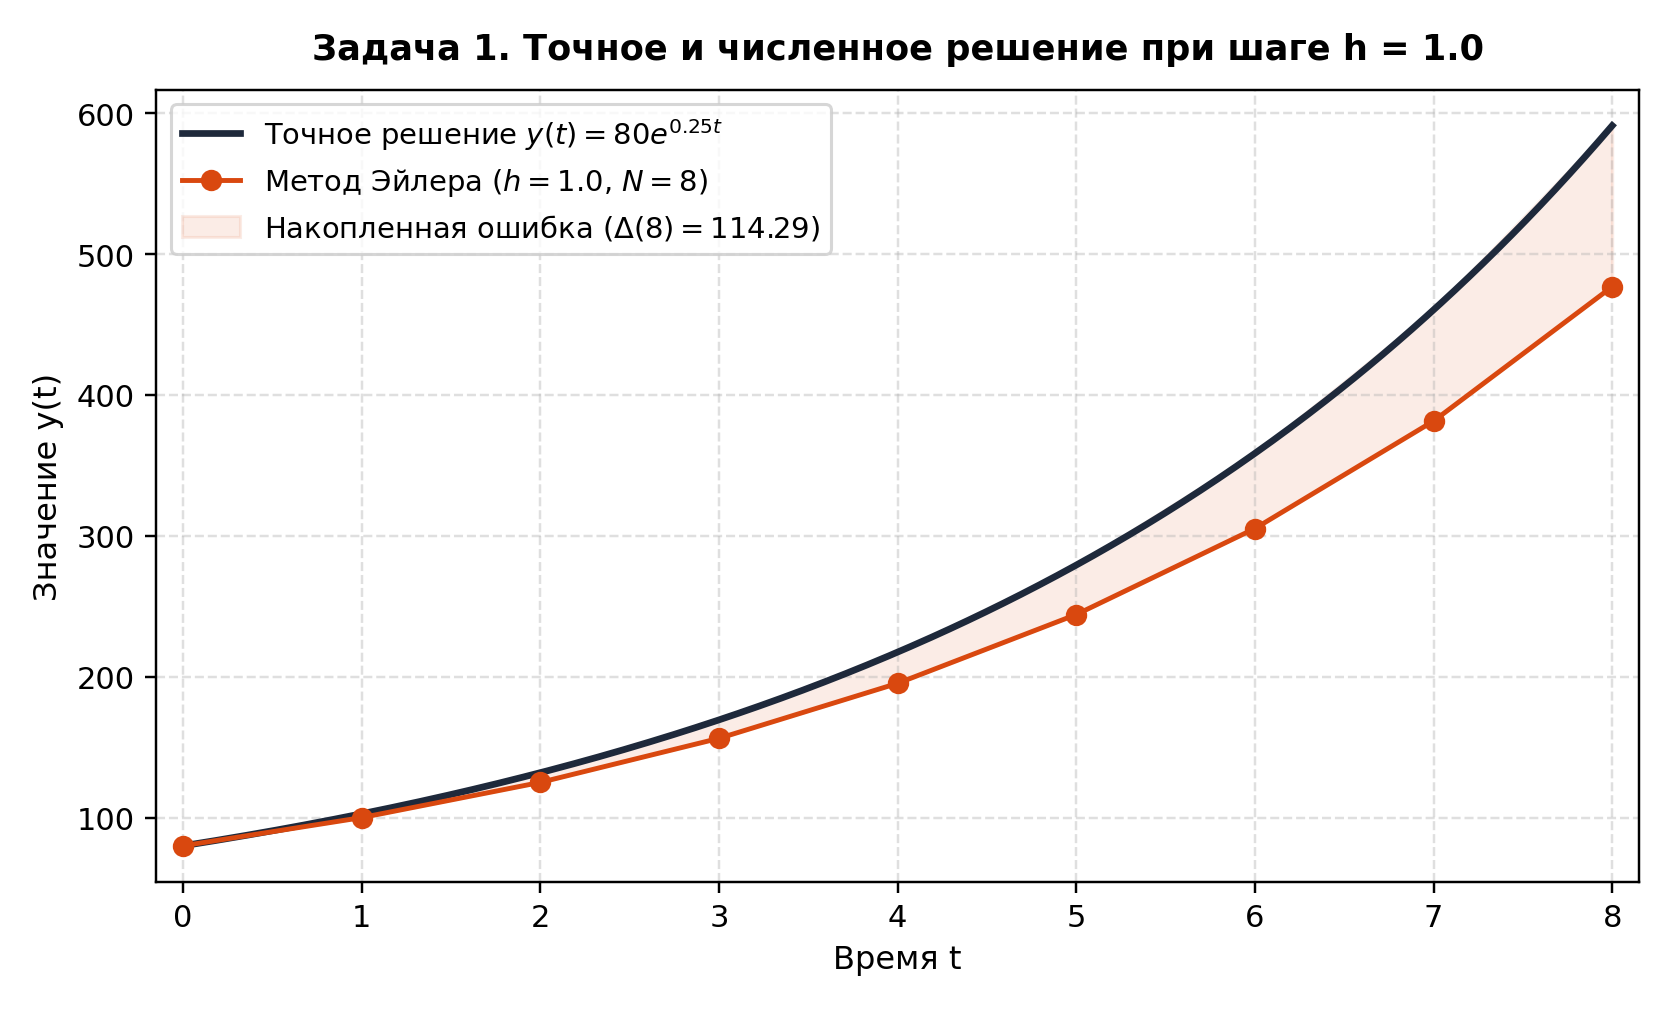 Задача 1. Точное и численное решение при шаге h = 1.0
Точное решение y(t) = 80e^{0.25t}
Метод Эйлера (h = 1.0, N = 8)
Накопленная ошибка (Δ(8) = 114.29)
Значение y(t)
600
500
400
300
200
100
0 1 2 3 4 5 6 7 8
Время t